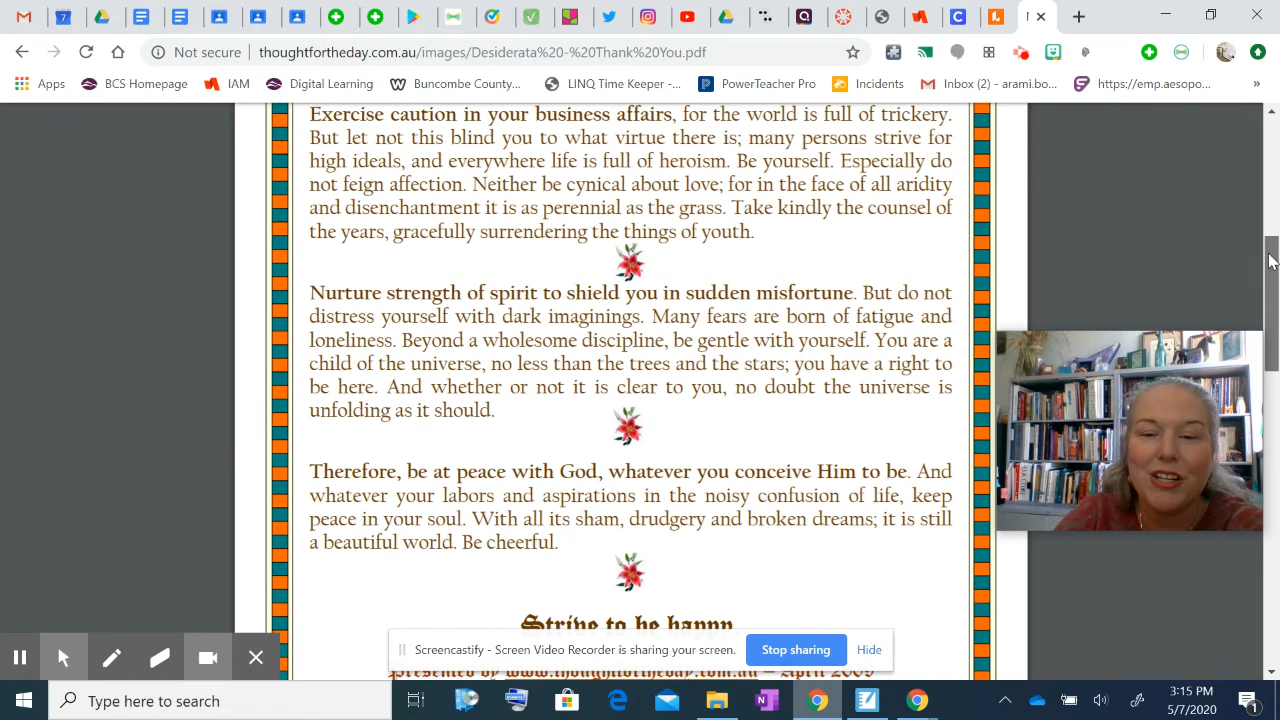 Not secure
thoughtfortheday.com.au/images/Desiderata%20-%20Thank%20You.pdf
Apps
BCS Homepage
IAM
Digital Learning
Buncombe County...
LINQ Time Keeper -...
PowerTeacher Pro
Incidents
Inbox (2) - arami.bo...
https://emp.aesopo...
»
Exercise caution in your business affairs, for the world is full of trickery.
But let not this blind you to what virtue there is; many persons strive for
high ideals, and everywhere life is full of heroism. Be yourself. Especially do
not feign affection. Neither be cynical about love; for in the face of all aridity
and disenchantment it is as perennial as the grass. Take kindly the counsel of
the years, gracefully surrendering the things of youth.
Nurture strength of spirit to shield you in sudden misfortune. But do not
distress yourself with dark imaginings. Many fears are born of fatigue and
loneliness. Beyond a wholesome discipline, be gentle with yourself. You are a
child of the universe, no less than the trees and the stars; you have a right to
be here. And whether or not it is clear to you, no doubt the universe is
unfolding as it should.
Therefore, be at peace with God, whatever you conceive Him to be. And
whatever your labors and aspirations in the noisy confusion of life, keep
peace in your soul. With all its sham, drudgery and broken dreams; it is still
a beautiful world. Be cheerful.
Strive to be happy
Screencastify - Screen Video Recorder is sharing your screen.
Stop sharing
Hide
Presented by www.thoughtfortheday.com.au – April 2009
Type here to search
3:15 PM
5/7/2020
1